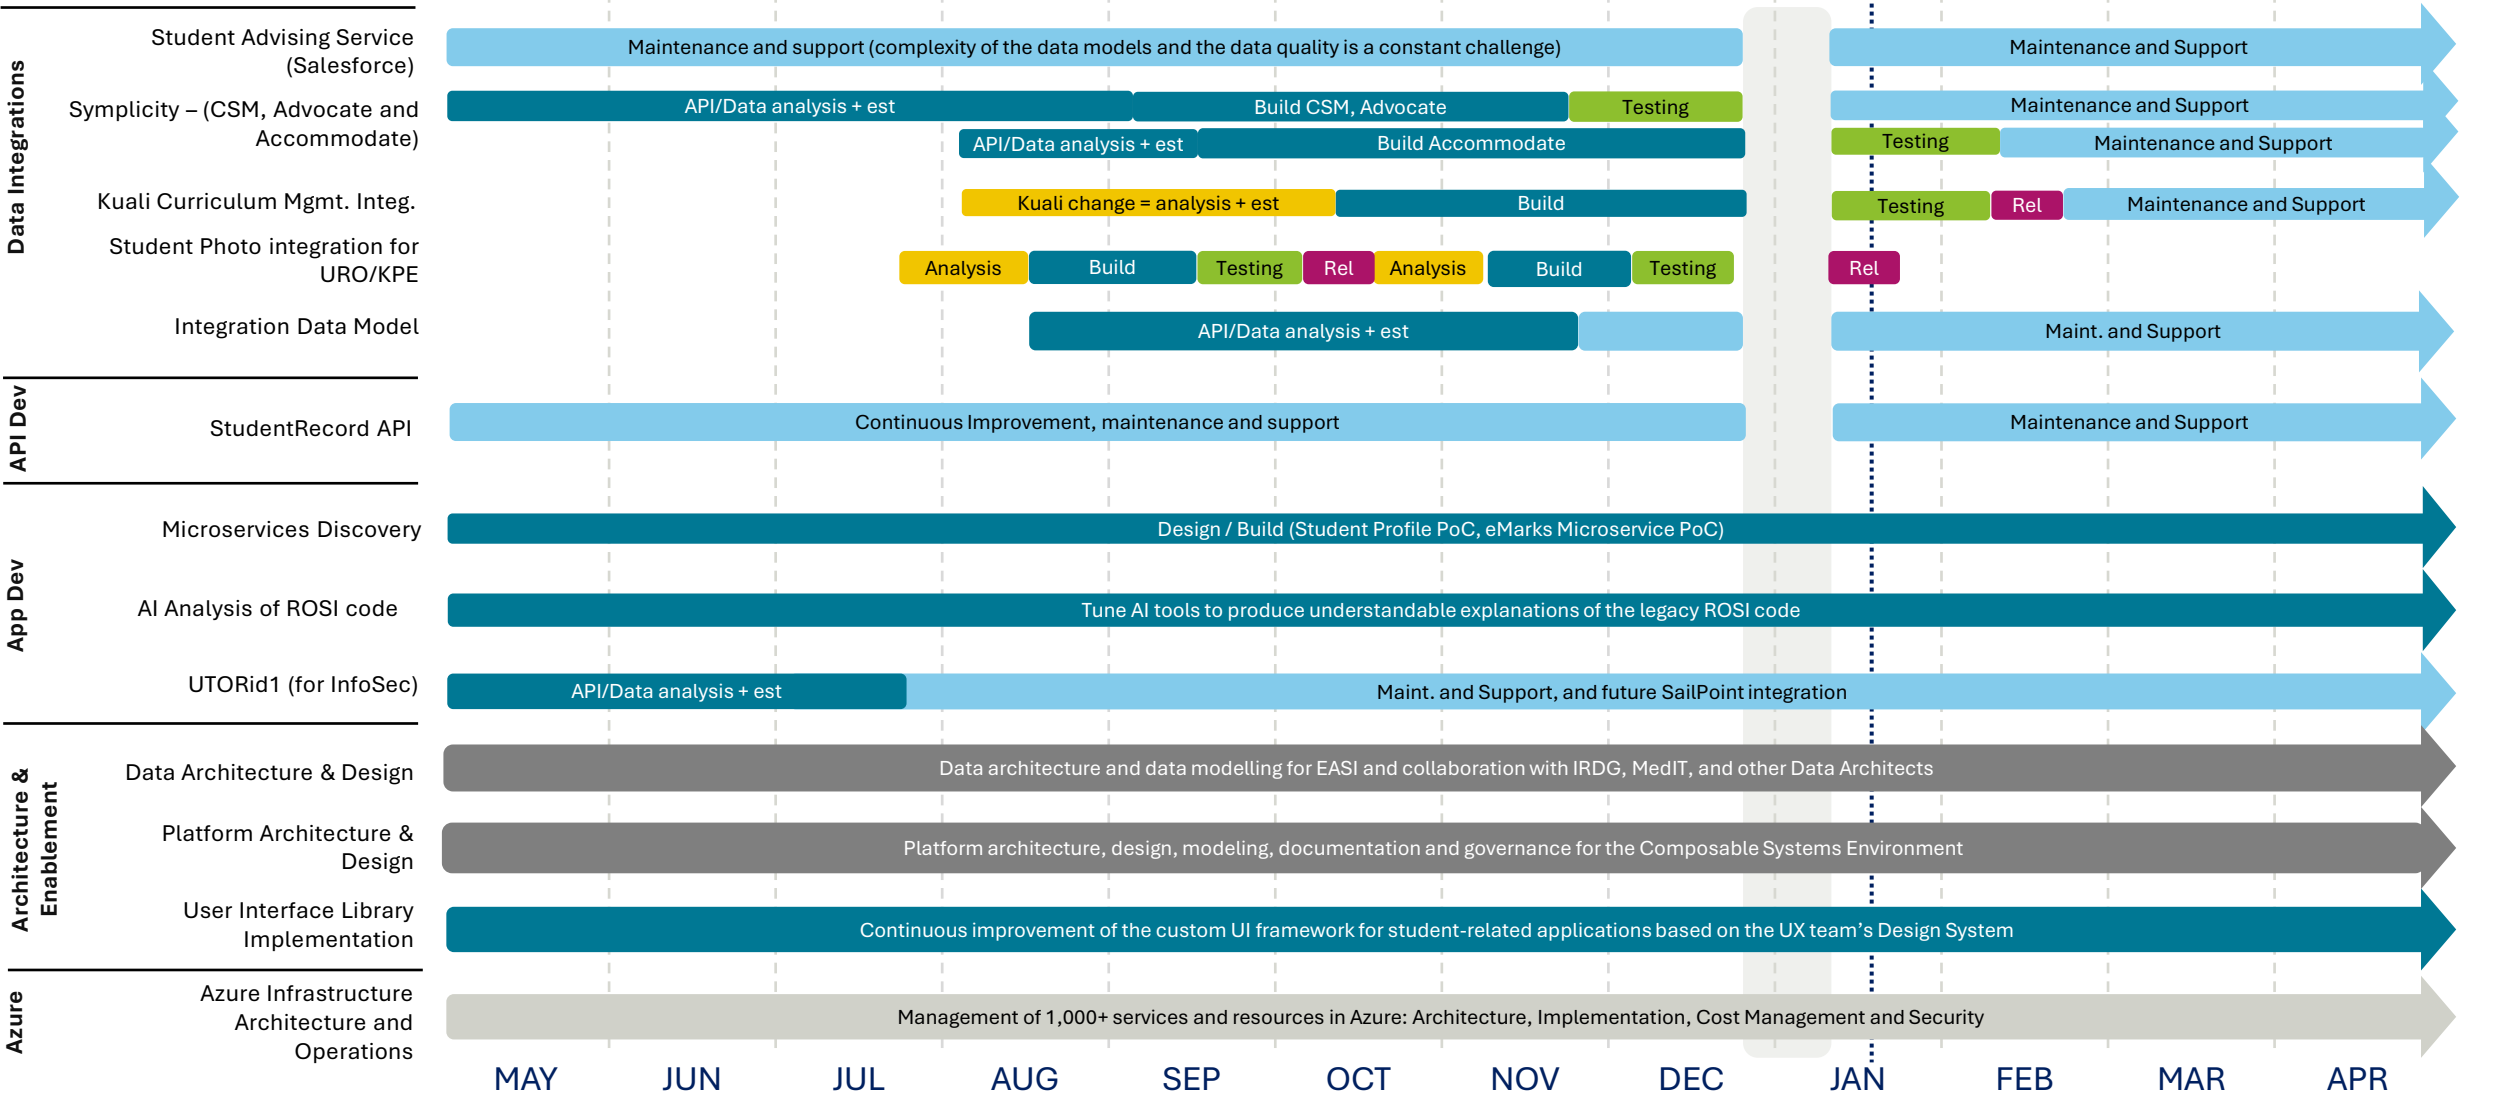 Data Integrations
Student Advising Service
(Salesforce)
Maintenance and support (complexity of the data models and the data quality is a constant challenge)
Maintenance and Support
Symplicity – (CSM, Advocate and
Accommodate)
API/Data analysis + est
Build CSM, Advocate
Testing
Maintenance and Support
API/Data analysis + est
Build Accommodate
Testing
Maintenance and Support
Kuali Curriculum Mgmt. Integ.
Kuali change = analysis + est
Build
Testing
Rel
Maintenance and Support
Student Photo integration for
URO/KPE
Analysis
Build
Testing
Rel
Analysis
Build
Testing
Rel
Integration Data Model
API/Data analysis + est
Maint. and Support
API Dev
StudentRecord API
Continuous Improvement, maintenance and support
Maintenance and Support
App Dev
Microservices Discovery
Design / Build (Student Profile PoC, eMarks Microservice PoC)
AI Analysis of ROSI code
Tune AI tools to produce understandable explanations of the legacy ROSI code
UTORid1 (for InfoSec)
API/Data analysis + est
Maint. and Support, and future SailPoint integration
Architecture &
Enablement
Data Architecture & Design
Data architecture and data modelling for EASI and collaboration with IRDG, MedIT, and other Data Architects
Platform Architecture &
Design
Platform architecture, design, modeling, documentation and governance for the Composable Systems Environment
User Interface Library
Implementation
Continuous improvement of the custom UI framework for student-related applications based on the UX team’s Design System
Azure
Azure Infrastructure
Architecture and
Operations
Management of 1,000+ services and resources in Azure: Architecture, Implementation, Cost Management and Security
MAY
JUN
JUL
AUG
SEP
OCT
NOV
DEC
JAN
FEB
MAR
APR